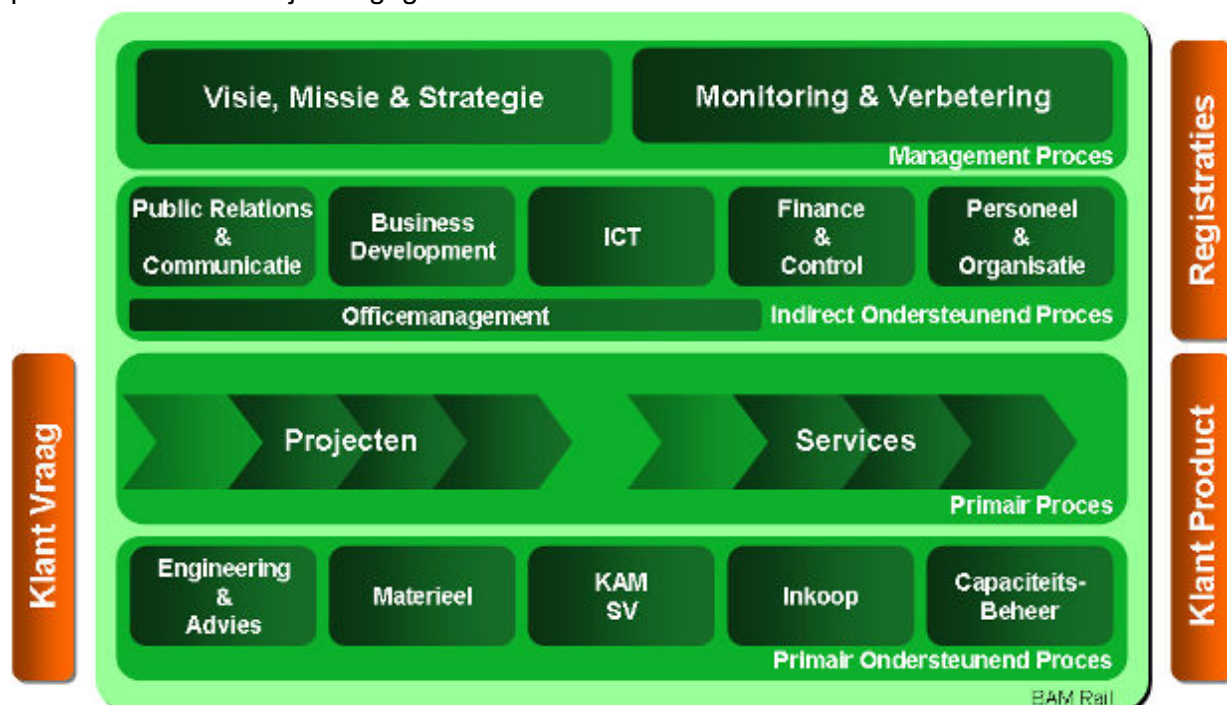 Visie, Missie & Strategie
Monitoring & Verbetering
Management Proces
Public Relations
&
Communicatie
Business
Development
ICT
Finance
&
Control
Personeel
&
Organisatie
Officemanagement
Indirect Ondersteunend Proces
Projecten
Services
Primair Proces
Engineering
&
Advies
Materieel
KAM
SV
Inkoop
Capaciteits-
Beheer
Primair Ondersteunend Proces
BAM Rail
Klant Vraag
Registraties
Klant Product